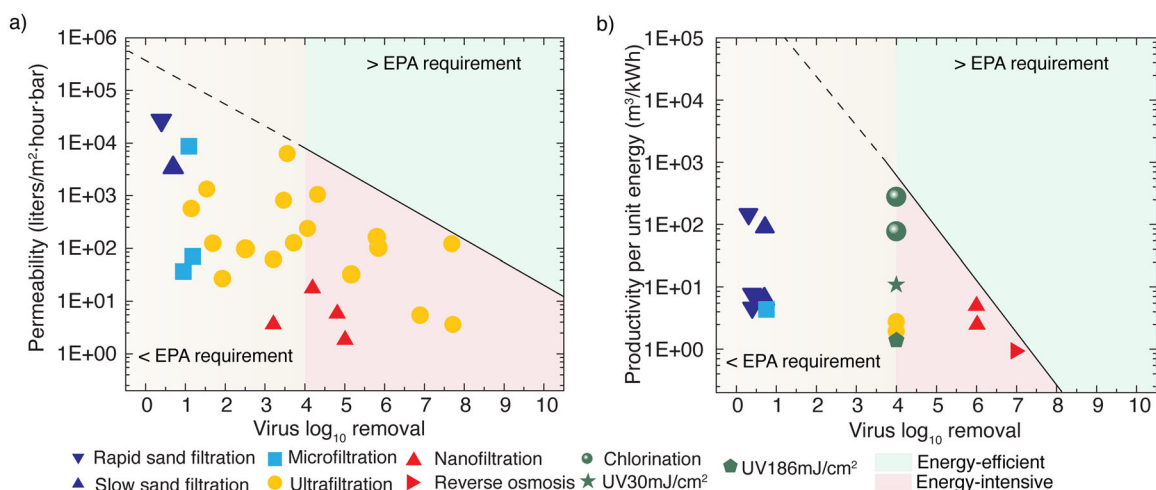 a)
1E+06
1E+05
1E+04
1E+03
1E+02
1E+01
1E+00
Permeability (liters/m²·hour·bar)
> EPA requirement
< EPA requirement
0 1 2 3 4 5 6 7 8 9 10
Virus log₁₀ removal
b)
1E+05
1E+04
1E+03
1E+02
1E+01
1E+00
Productivity per unit energy (m³/kWh)
> EPA requirement
< EPA requirement
0 1 2 3 4 5 6 7 8 9 10
Virus log₁₀ removal
Rapid sand filtration Microfiltration Nanofiltration Chlorination UV186mJ/cm² Energy-efficient
Slow sand filtration Ultrafiltration Reverse osmosis UV30mJ/cm² Energy-intensive